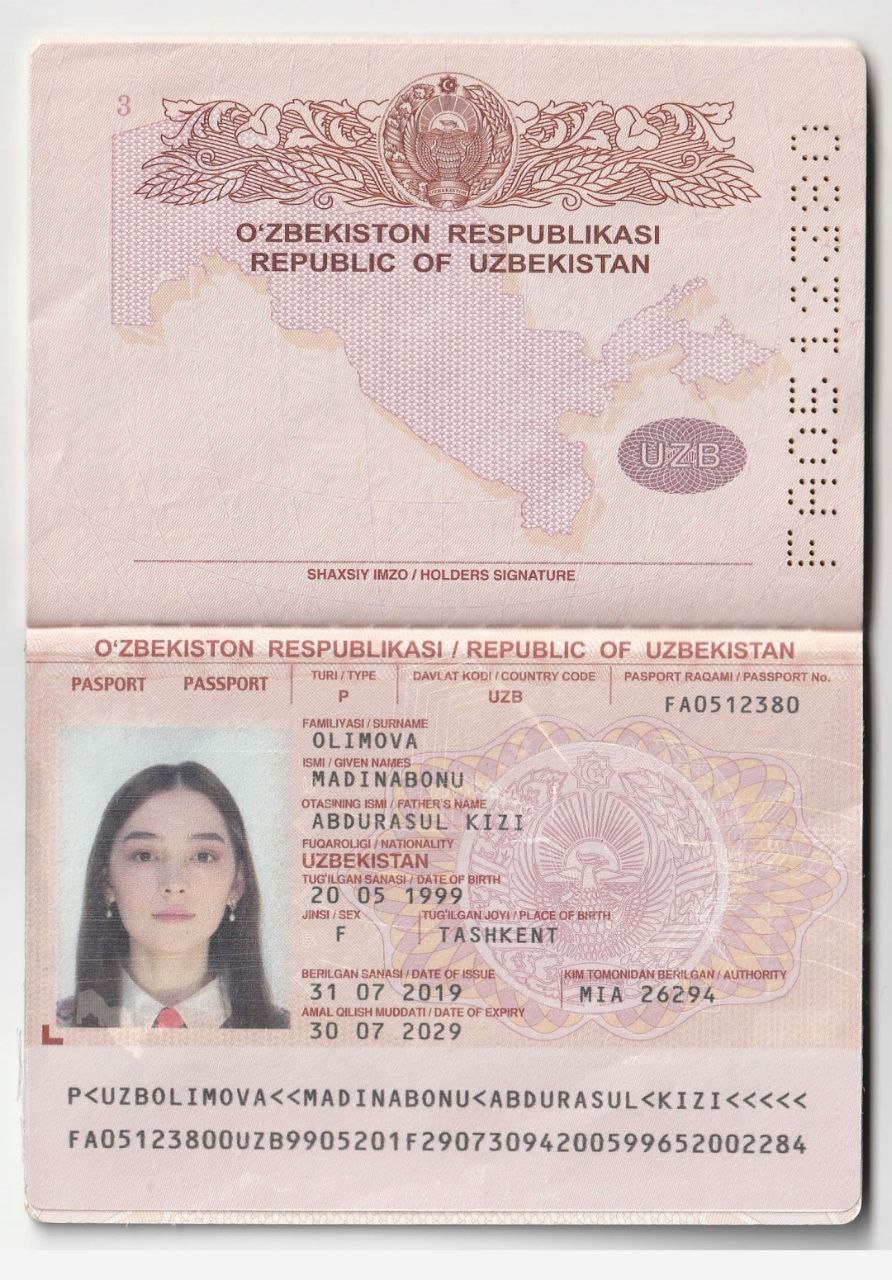 3
O‘ZBEKISTON RESPUBLIKASI
REPUBLIC OF UZBEKISTAN
FA0512380
UZB
SHAXSIY IMZO / HOLDERS SIGNATURE
O‘ZBEKISTON RESPUBLIKASI / REPUBLIC OF UZBEKISTAN
PASPORT PASSPORT
TURI / TYPE
P
DAVLAT KODI / COUNTRY CODE
UZB
PASPORT RAQAMI / PASSPORT No.
FA0512380
FAMILIYASI / SURNAME
OLIMOVA
ISMI / GIVEN NAMES
MADINABONU
OTASINING ISMI / FATHER'S NAME
ABDURASUL KIZI
FUQAROLIGI / NATIONALITY
UZBEKISTAN
TUG'ILGAN SANASI / DATE OF BIRTH
20 05 1999
JINSI / SEX
F
TUG'ILGAN JOYI / PLACE OF BIRTH
TASHKENT
BERILGAN SANASI / DATE OF ISSUE
31 07 2019
KIM TOMONIDAN BERILGAN / AUTHORITY
MIA 26294
AMAL QILISH MUDDATI / DATE OF EXPIRY
30 07 2029
P<UZBOLIMOVA<<MADINABONU<ABDURASUL<KIZI<<<<<
FA05123800UZB9905201F29073094200599652002284